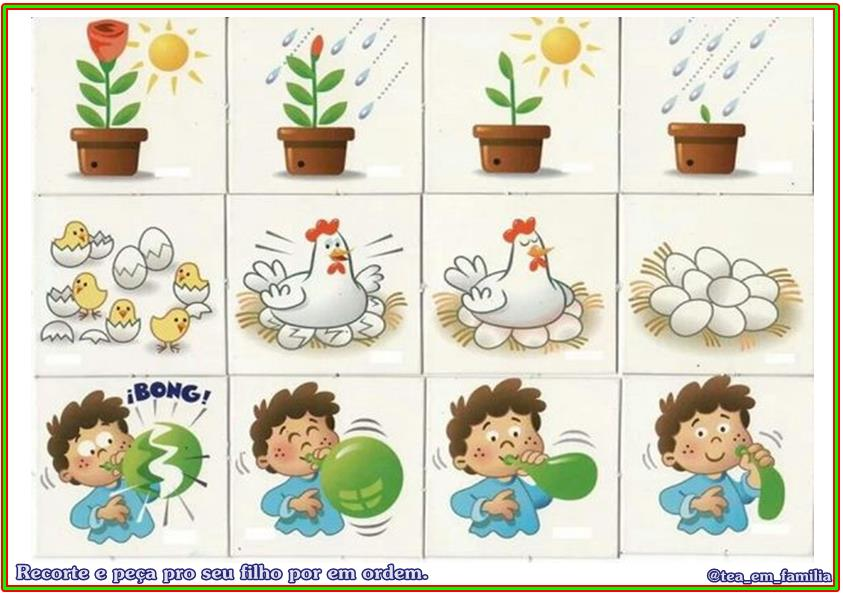 ¡BONG!
Recorte e peça pro seu filho por em ordem.
@tea_em_familia